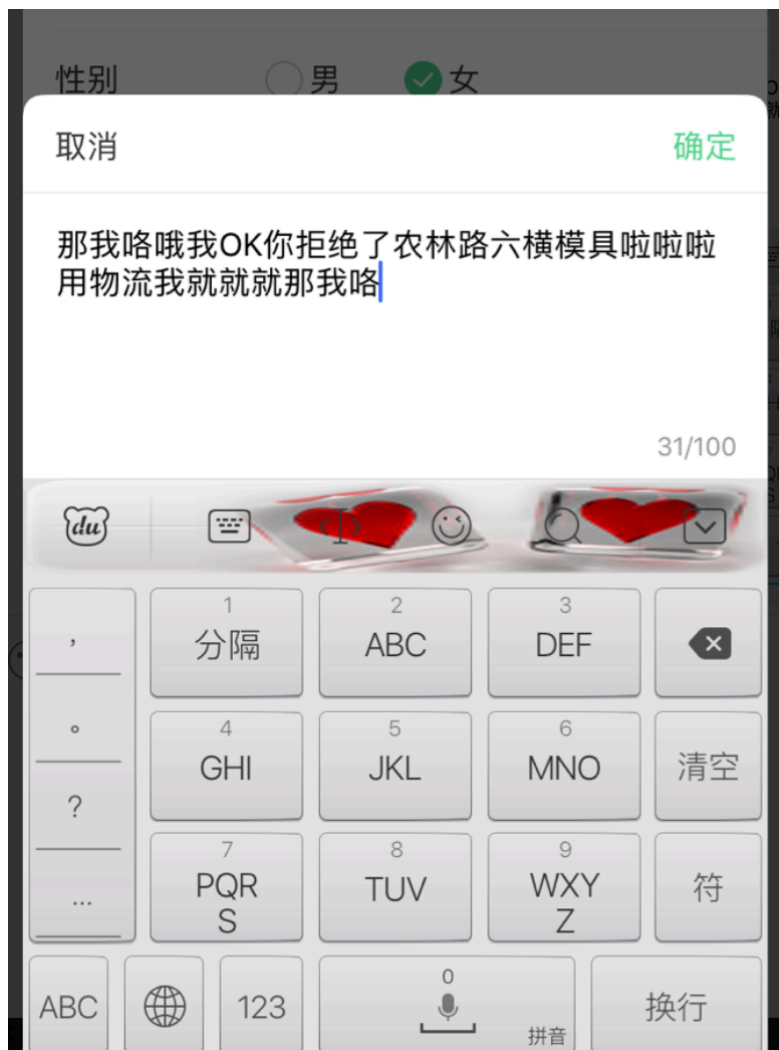 性别 男 女
取消 确定
那我咯哦我OK你拒绝了农林路六横模具啦啦啦
用物流我就就就那我咯
31/100
du
1 2 3
， 分隔 ABC DEF
。 4 5 6
GHI JKL MNO 清空
?
7 8 9
… PQR TUV WXY 符
S Z
0
ABC 123 换行
拼音